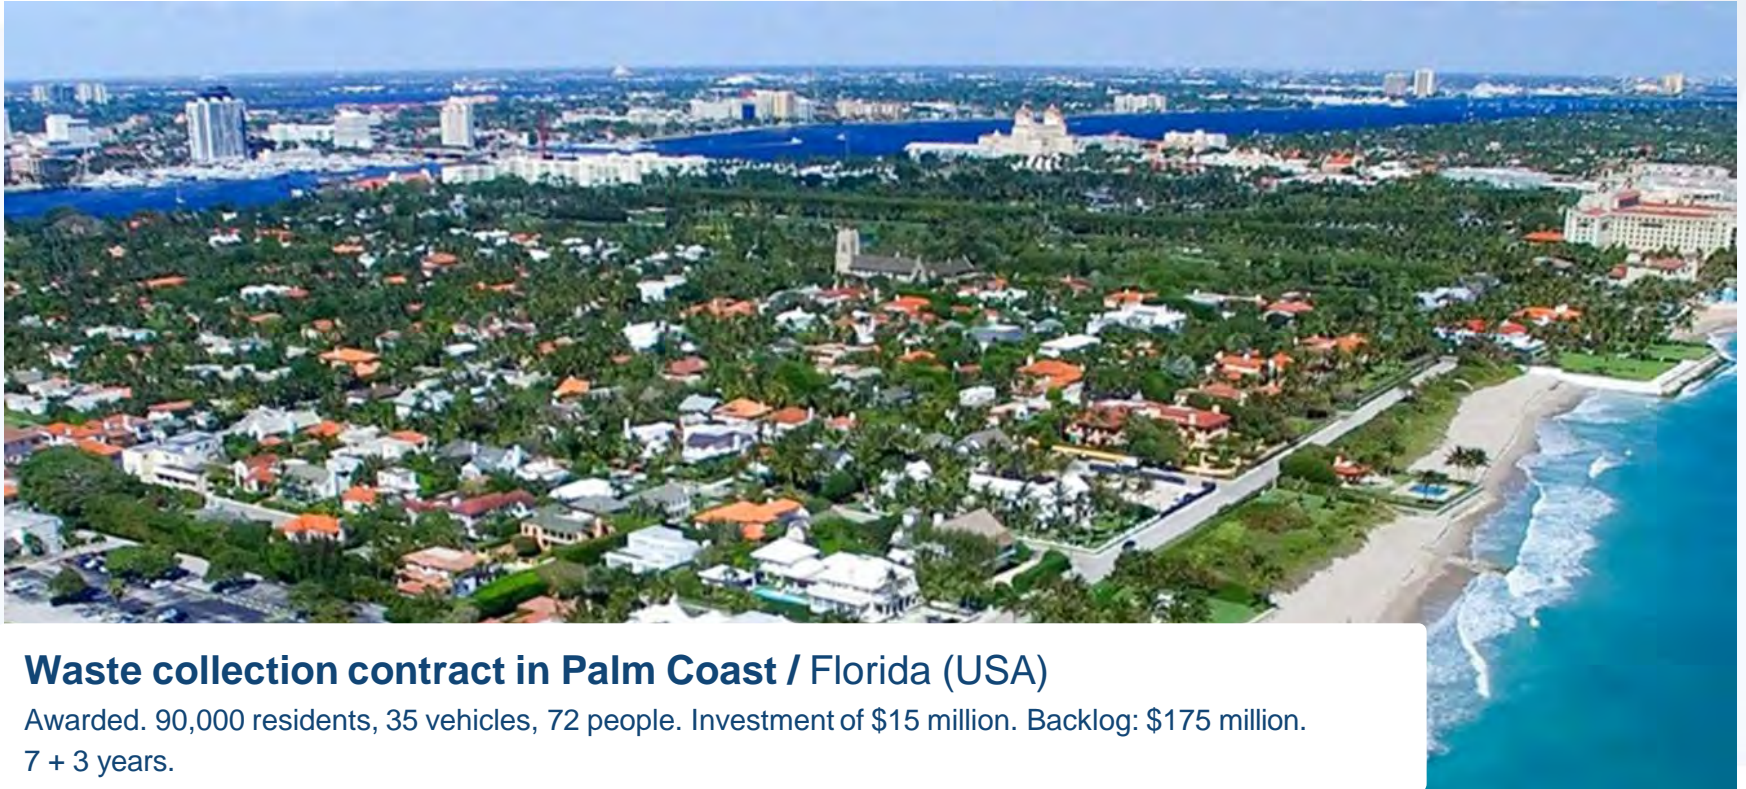 Waste collection contract in Palm Coast / Florida (USA)
Awarded. 90,000 residents, 35 vehicles, 72 people. Investment of $15 million. Backlog: $175 million.
7 + 3 years.